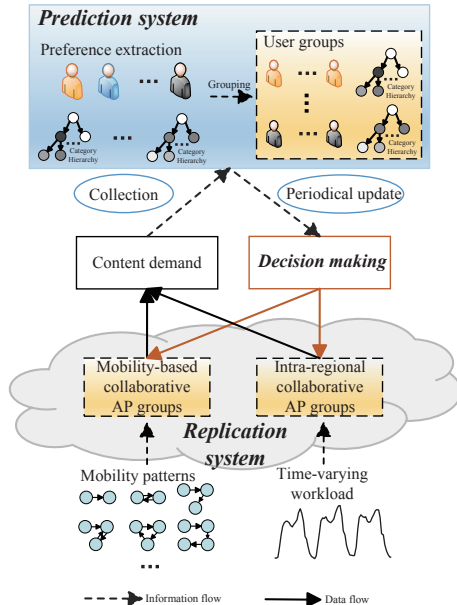 Prediction system
Preference extraction
User groups
Grouping
Category
Hierarchy
Category
Hierarchy
Category
Hierarchy
Category
Hierarchy
Collection
Periodical update
Content demand
Decision making
Mobility-based
collaborative
AP groups
Intra-regional
collaborative
AP groups
Replication
system
Mobility patterns
Time-varying
workload
Information flow
Data flow